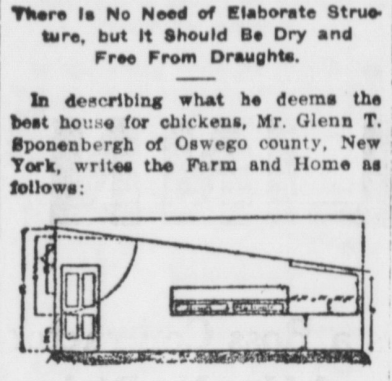 There Is No Need of Elaborate Struc-
ture, but It Should Be Dry and
Free From Draughts.
In describing what he deems the
best house for chickens, Mr. Glenn T.
Sponenbergh of Oswego county, New
York, writes the Farm and Home as
follows: